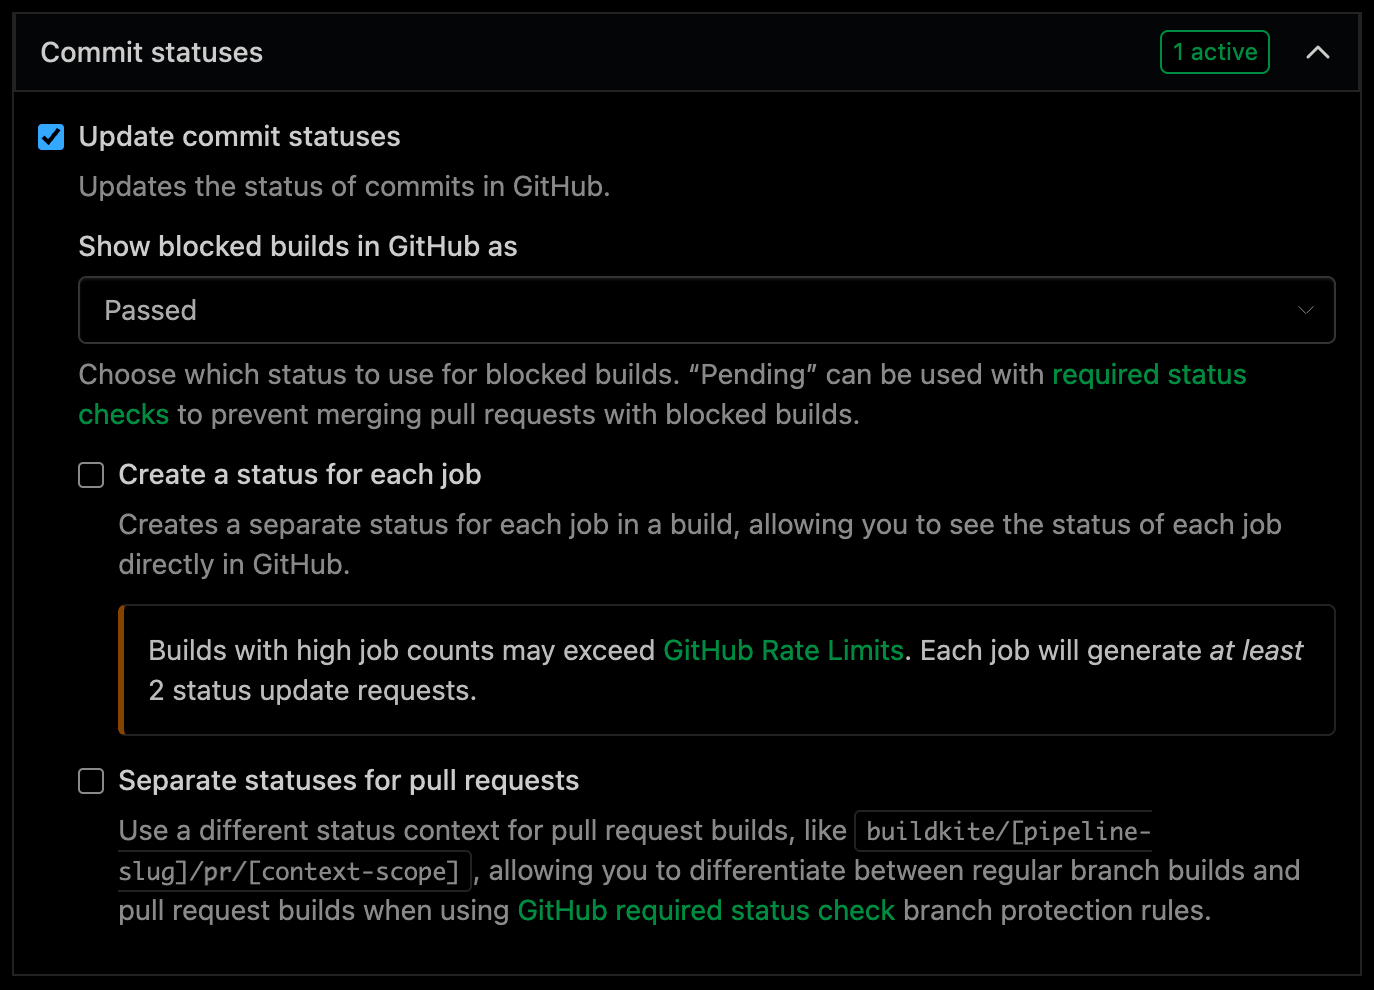 Commit statuses
1 active
Update commit statuses
Updates the status of commits in GitHub.
Show blocked builds in GitHub as
Passed
Choose which status to use for blocked builds. “Pending” can be used with required status
checks to prevent merging pull requests with blocked builds.
Create a status for each job
Creates a separate status for each job in a build, allowing you to see the status of each job
directly in GitHub.
Builds with high job counts may exceed GitHub Rate Limits. Each job will generate at least
2 status update requests.
Separate statuses for pull requests
Use a different status context for pull request builds, like buildkite/[pipeline-
slug]/pr/[context-scope], allowing you to differentiate between regular branch builds and
pull request builds when using GitHub required status check branch protection rules.